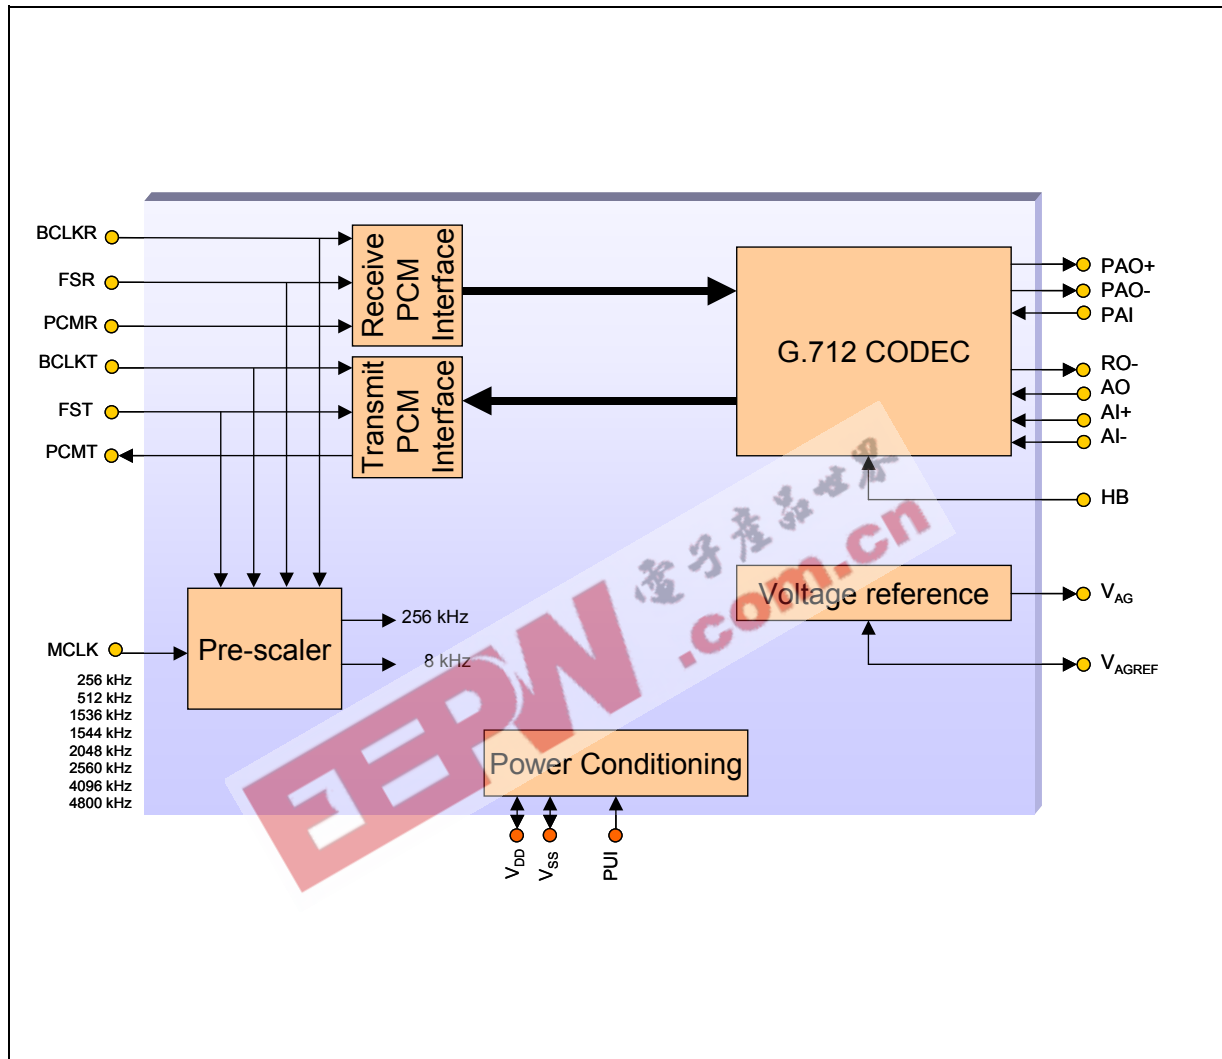 BCLKR
FSR
PCMR
BCLKT
FST
PCMT
Receive
PCM
Interface
Transmit
PCM
Interface
G.712 CODEC
PAO+
PAO-
PAI
RO-
AO
AI+
AI-
HB
Voltage reference
VAG
VAGREF
MCLK
Pre-scaler
256 kHz
8 kHz
256 kHz
512 kHz
1536 kHz
1544 kHz
2048 kHz
2560 kHz
4096 kHz
4800 kHz
Power Conditioning
VDD
VSS
PUI
EEPW
電子產品世界
.com.cn